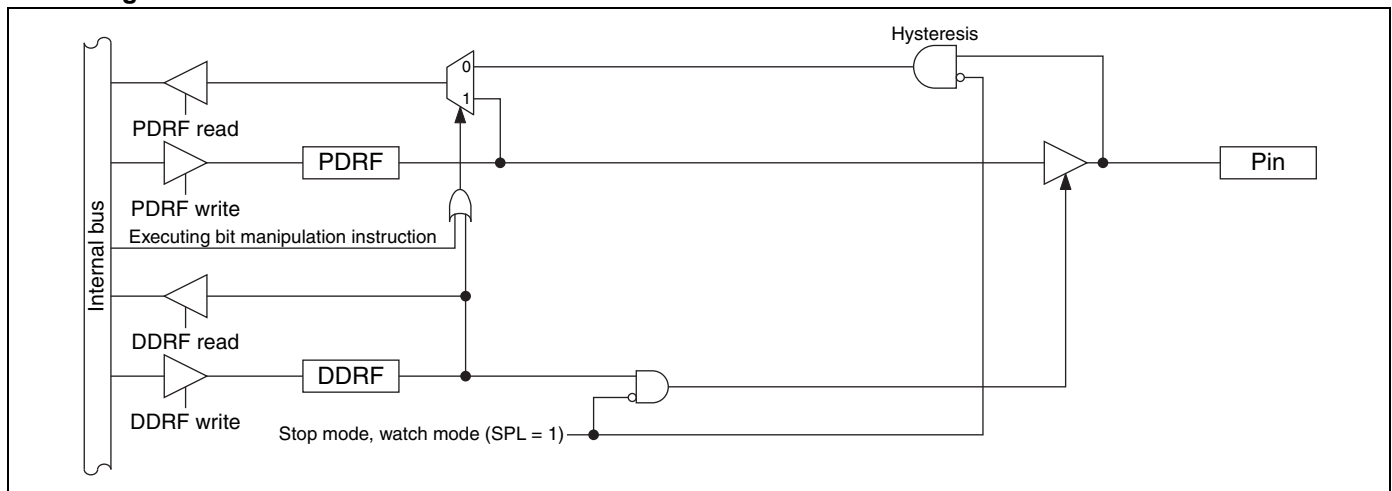 Hysteresis
0
1
PDRF read
PDRF
Pin
PDRF write
Executing bit manipulation instruction
Internal bus
DDRF read
DDRF
DDRF write
Stop mode, watch mode (SPL = 1)